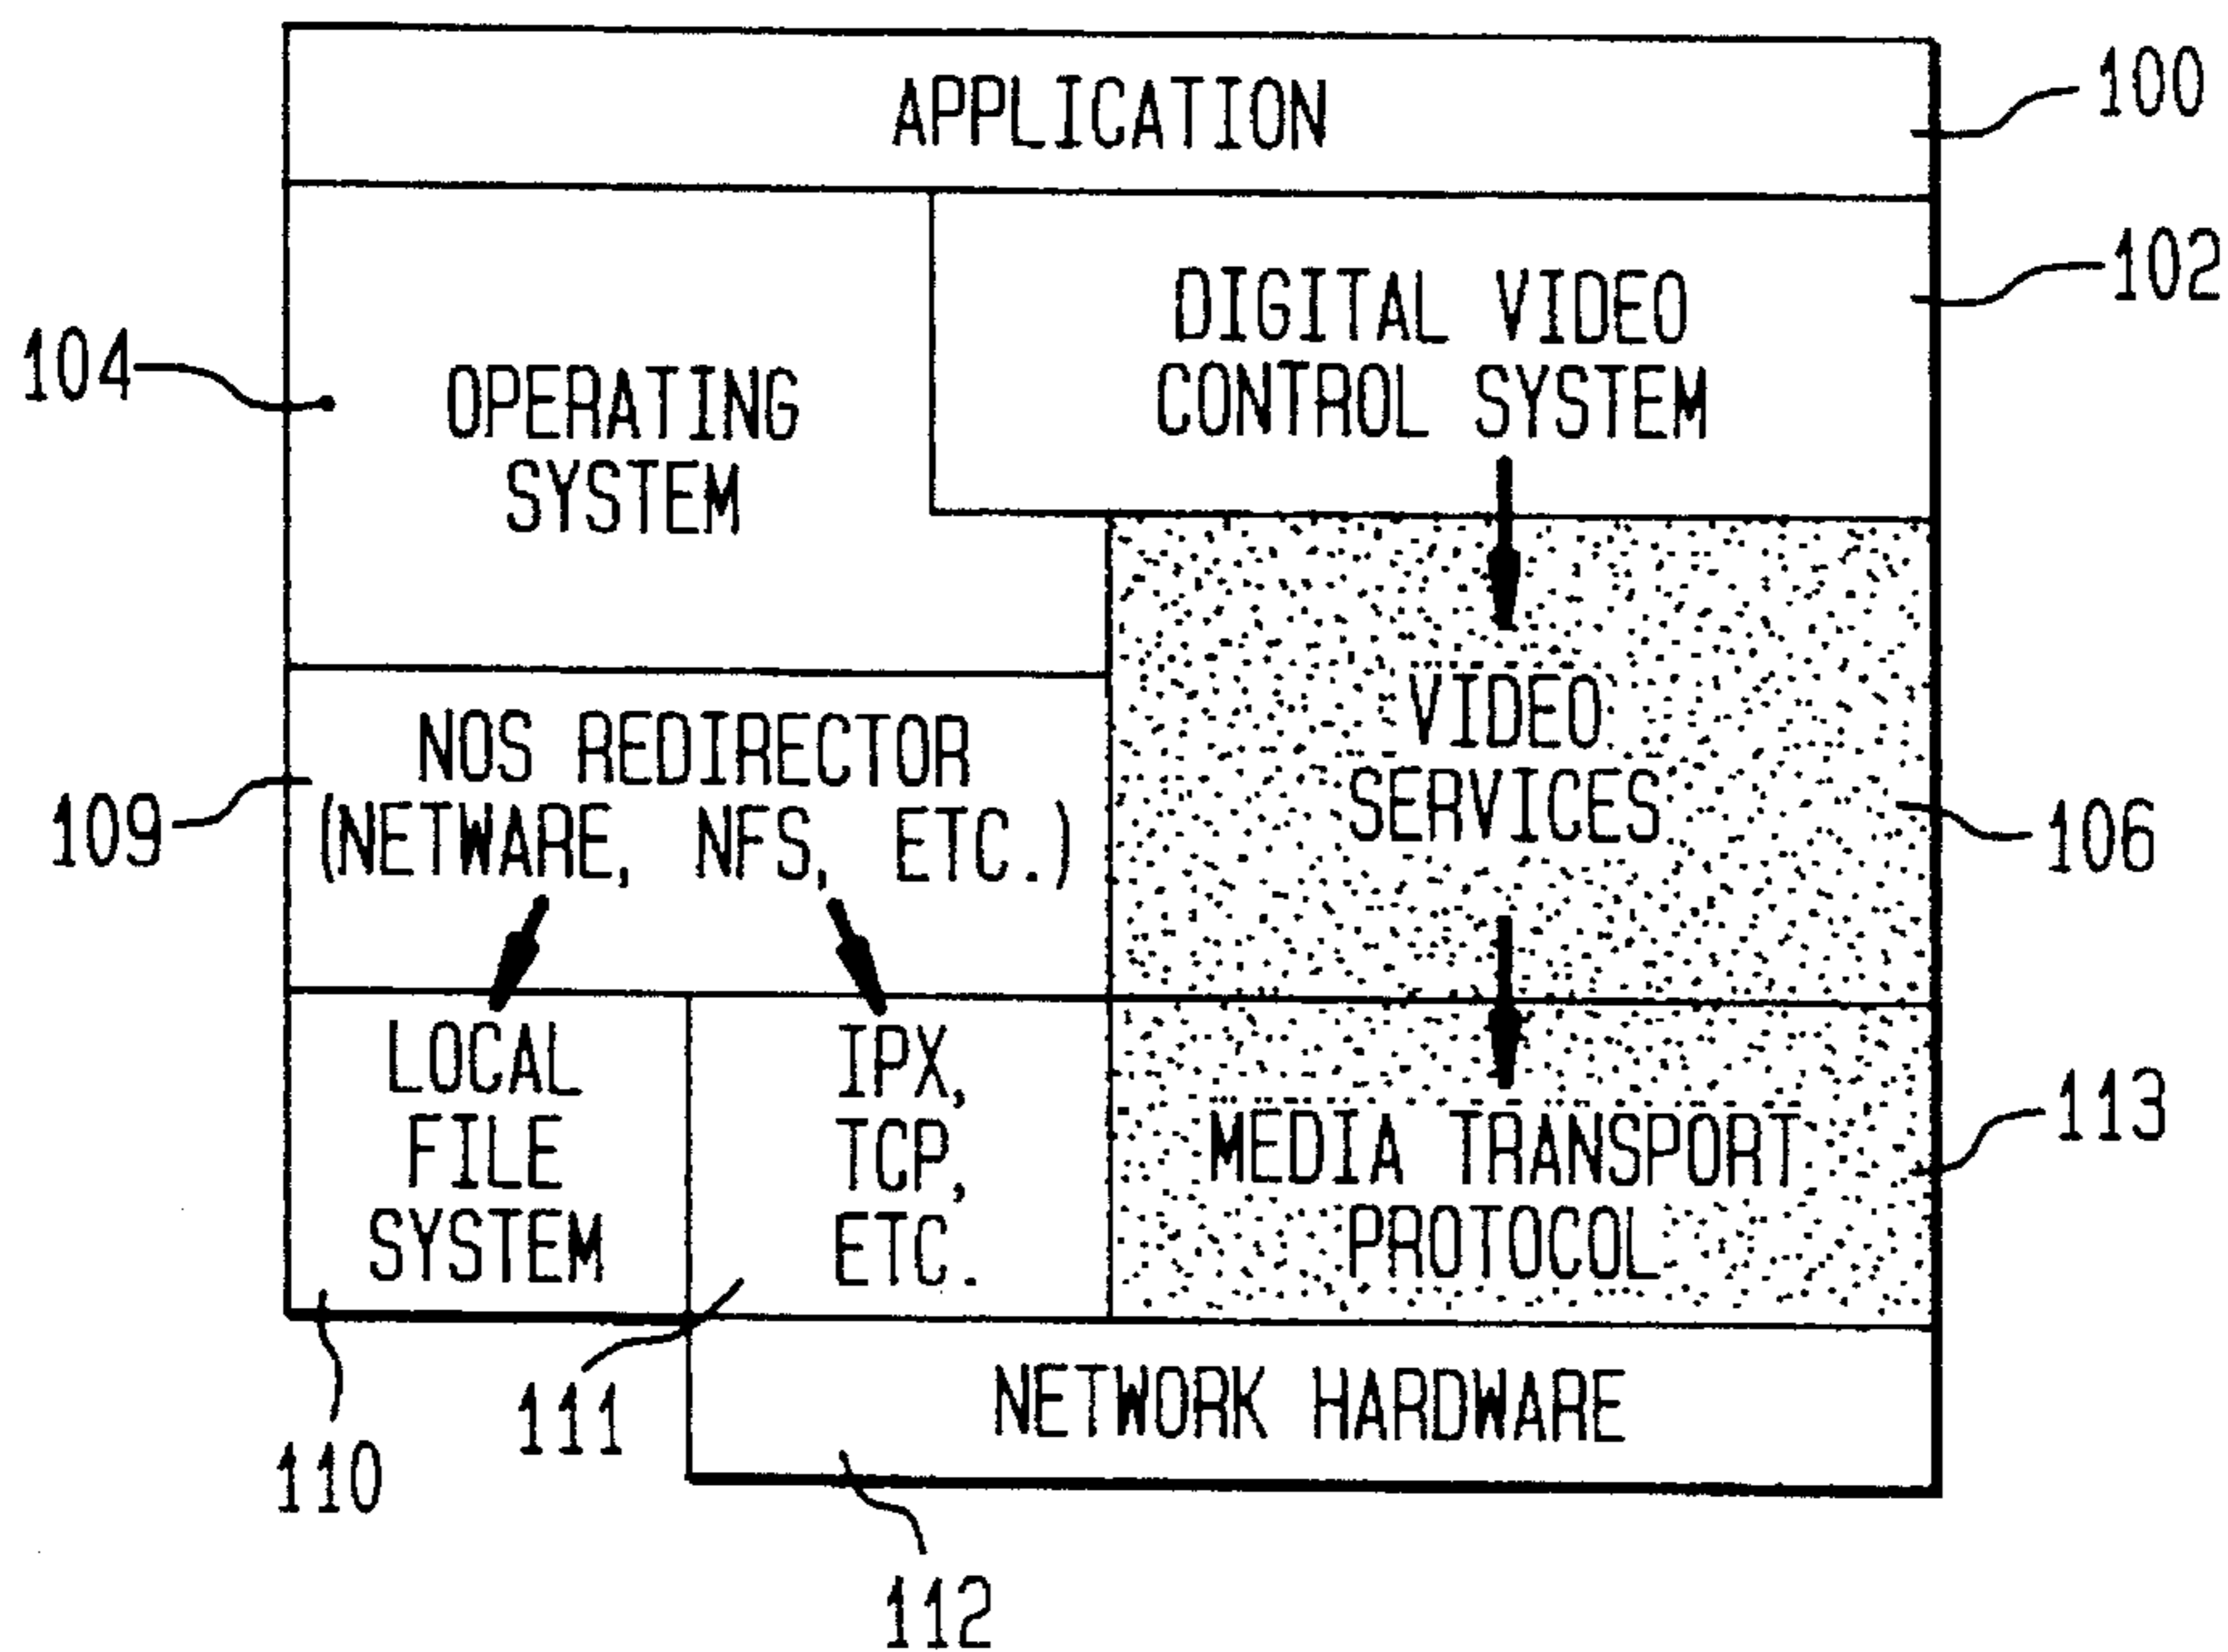 APPLICATION
100
DIGITAL VIDEO
CONTROL SYSTEM
102
104
OPERATING
SYSTEM
VIDEO
SERVICES
106
NOS REDIRECTOR
(NETWARE, NFS, ETC.)
109
LOCAL
FILE
SYSTEM
110
IPX,
TCP,
ETC.
111
MEDIA TRANSPORT
PROTOCOL
113
NETWORK HARDWARE
112